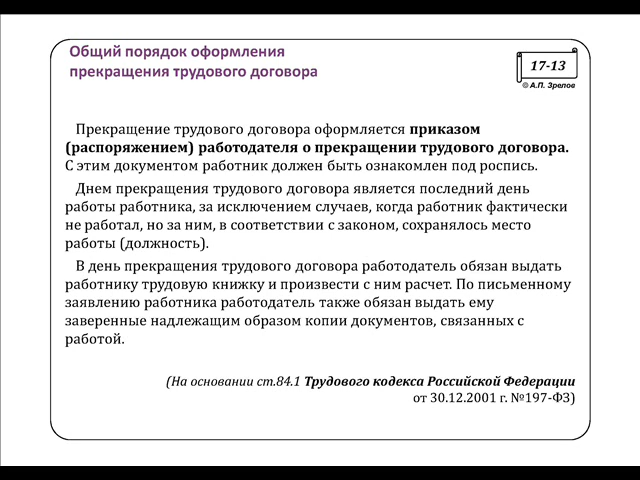 Общий порядок оформления
прекращения трудового договора
17-13
© А.П. Зрелов
Прекращение трудового договора оформляется приказом
(распоряжением) работодателя о прекращении трудового договора.
С этим документом работник должен быть ознакомлен под роспись.
Днем прекращения трудового договора является последний день
работы работника, за исключением случаев, когда работник фактически
не работал, но за ним, в соответствии с законом, сохранялось место
работы (должность).
В день прекращения трудового договора работодатель обязан выдать
работнику трудовую книжку и произвести с ним расчет. По письменному
заявлению работника работодатель также обязан выдать ему
заверенные надлежащим образом копии документов, связанных с
работой.
(На основании ст.84.1 Трудового кодекса Российской Федерации
от 30.12.2001 г. №197-ФЗ)